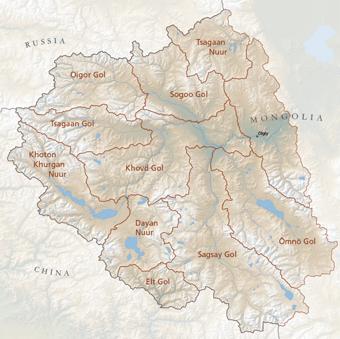 RUSSIA
Tsagaan
Nuur
Oigor Gol
Sogoo Gol
MONGOLIA
Tsagaan Gol
Ölgiy
Khoton
Khurgan
Nuur
Khovd Gol
Dayan
Nuur
Ömnö Gol
Sagsay Gol
CHINA
Elt Gol